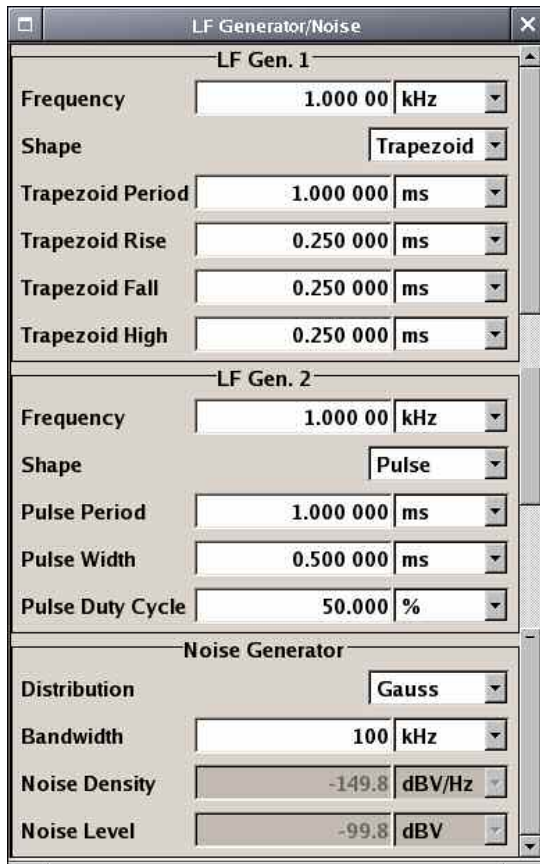 LF Generator/Noise
LF Gen. 1
Frequency 1.000 00 kHz
Shape Trapezoid
Trapezoid Period 1.000 000 ms
Trapezoid Rise 0.250 000 ms
Trapezoid Fall 0.250 000 ms
Trapezoid High 0.250 000 ms
LF Gen. 2
Frequency 1.000 00 kHz
Shape Pulse
Pulse Period 1.000 000 ms
Pulse Width 0.500 000 ms
Pulse Duty Cycle 50.000 %
Noise Generator
Distribution Gauss
Bandwidth 100 kHz
Noise Density -149.8 dBV/Hz
Noise Level -99.8 dBV